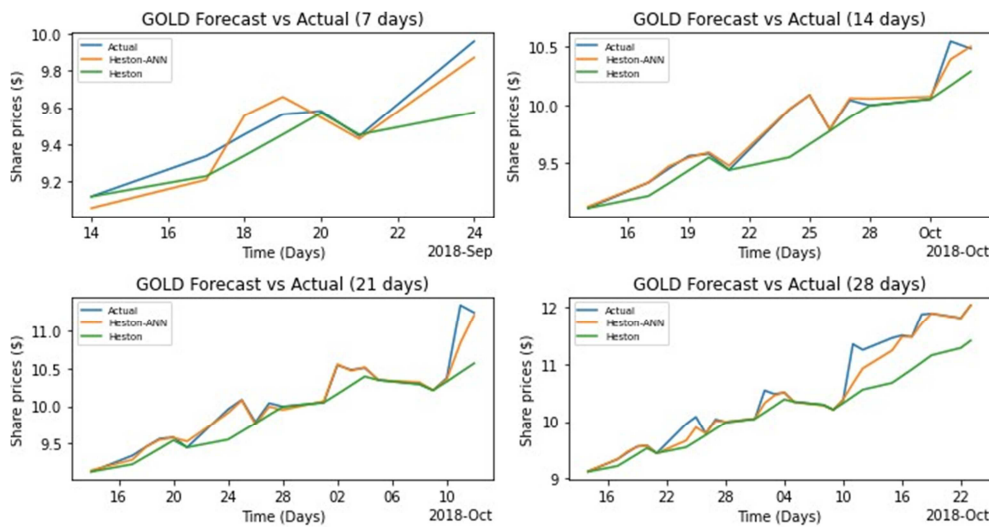 GOLD Forecast vs Actual (7 days)
Share prices ($)
10.0
9.8
9.6
9.4
9.2
Actual
Heston-ANN
Heston
14 16 18 20 22 24
Time (Days)
2018-Sep
GOLD Forecast vs Actual (14 days)
Share prices ($)
10.5
10.0
9.5
Actual
Heston-ANN
Heston
16 19 22 25 28 Oct
Time (Days)
2018-Oct
GOLD Forecast vs Actual (21 days)
Share prices ($)
11.0
10.5
10.0
9.5
Actual
Heston-ANN
Heston
16 20 24 28 02 06 10
Time (Days)
2018-Oct
GOLD Forecast vs Actual (28 days)
Share prices ($)
12
11
10
9
Actual
Heston-ANN
Heston
16 22 28 04 10 16 22
Time (Days)
2018-Oct